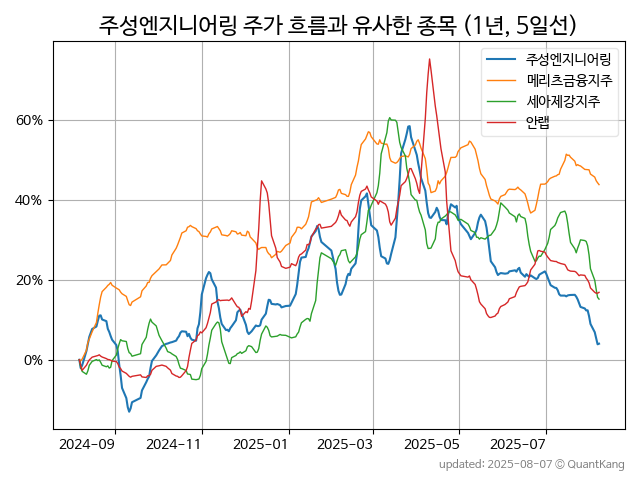 주성엔지니어링 주가 흐름과 유사한 종목 (1년, 5일선)
주성엔지니어링
메리츠금융지주
세아제강지주
안랩
60%
40%
20%
0%
2024-09 2024-11 2025-01 2025-03 2025-05 2025-07
updated: 2025-08-07 © QuantKang